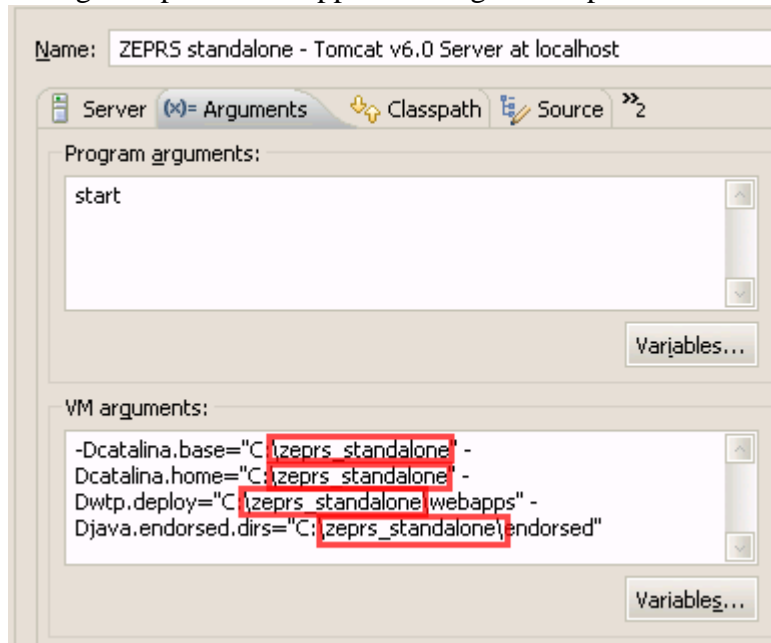 Name: ZEPRS standalone - Tomcat v6.0 Server at localhost
Server (x)= Arguments Classpath Source »2
Program arguments:
start
Variables...
VM arguments:
-Dcatalina.base="C:\zeprs_standalone" -
Dcatalina.home="C:\zeprs_standalone" -
Dwtp.deploy="C:\zeprs_standalone\webapps" -
Djava.endorsed.dirs="C:\zeprs_standalone\endorsed"
Variables...